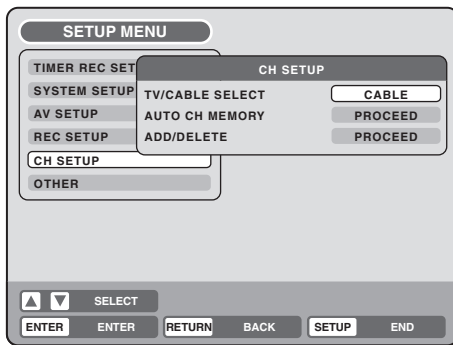 SETUP MENU
TIMER REC SET
SYSTEM SETUP
AV SETUP
REC SETUP
CH SETUP
OTHER
CH SETUP
TV/CABLE SELECT CABLE
AUTO CH MEMORY PROCEED
ADD/DELETE PROCEED
SELECT
ENTER ENTER RETURN BACK SETUP END